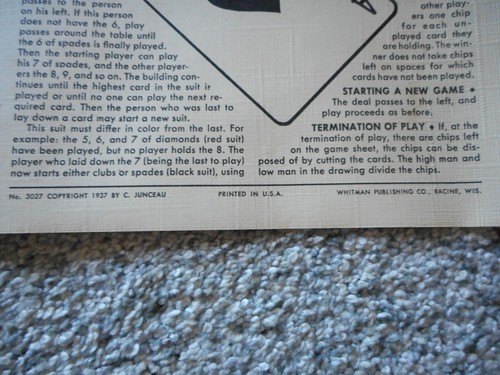 passes to the person
on his left. If this person
does not have the 6, play
passes around the table until
the 6 of spades is finally played.
Then the starting player can play
his 7 of spades, and the other player-
ers the 8, 9, and so on. The building con-
tinues until the highest card in the suit is
played or until no one can play the next re-
quired card. Then the person who was last to
lay down a card may start a new suit.
This suit must differ in color from the last. For
example: the 5, 6, and 7 of diamonds (red suit)
have been played, but no player holds the 8. The
player who laid down the 7 (being the last to play)
now starts either clubs or spades (black suit), using
A
other play-
ers one chip
for each un-
played card they
are holding. The win-
ner does not take chips
left on spaces for which
cards have not been played.
STARTING A NEW GAME •
The deal passes to the left, and
play proceeds as before.
TERMINATION OF PLAY • If, at the
termination of play, there are chips left
on the game sheet, the chips can be dis-
posed of by cutting the cards. The high man and
low man in the drawing divide the chips.
No. 3027 COPYRIGHT 1937 BY C. JUNCEAU PRINTED IN U.S.A. WHITMAN PUBLISHING CO., RACINE, WIS.